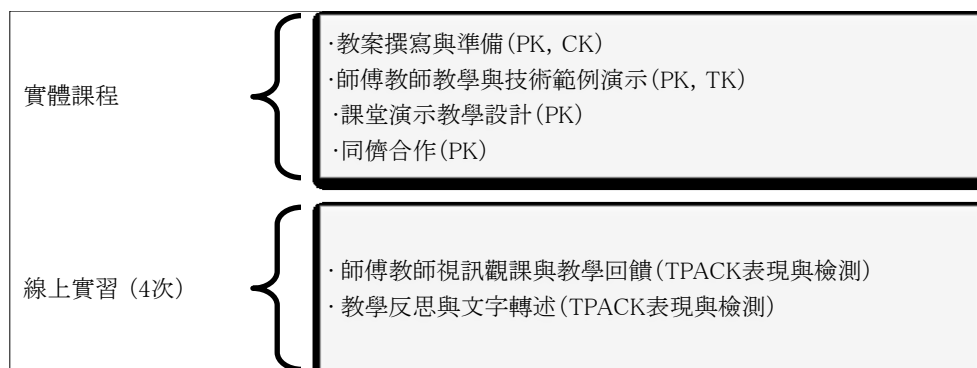 實體課程
·教案撰寫與準備(PK, CK)
·師傅教師教學與技術範例演示(PK, TK)
·課堂演示教學設計(PK)
·同儕合作(PK)
線上實習 (4次)
·師傅教師視訊觀課與教學回饋(TPACK表現與檢測)
·教學反思與文字轉述(TPACK表現與檢測)